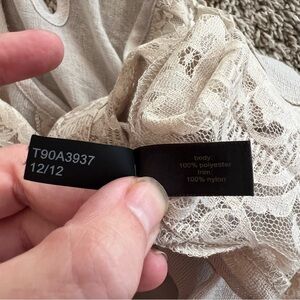 T90A3937
12/12
body:
100% polyester
trim:
100% nylon